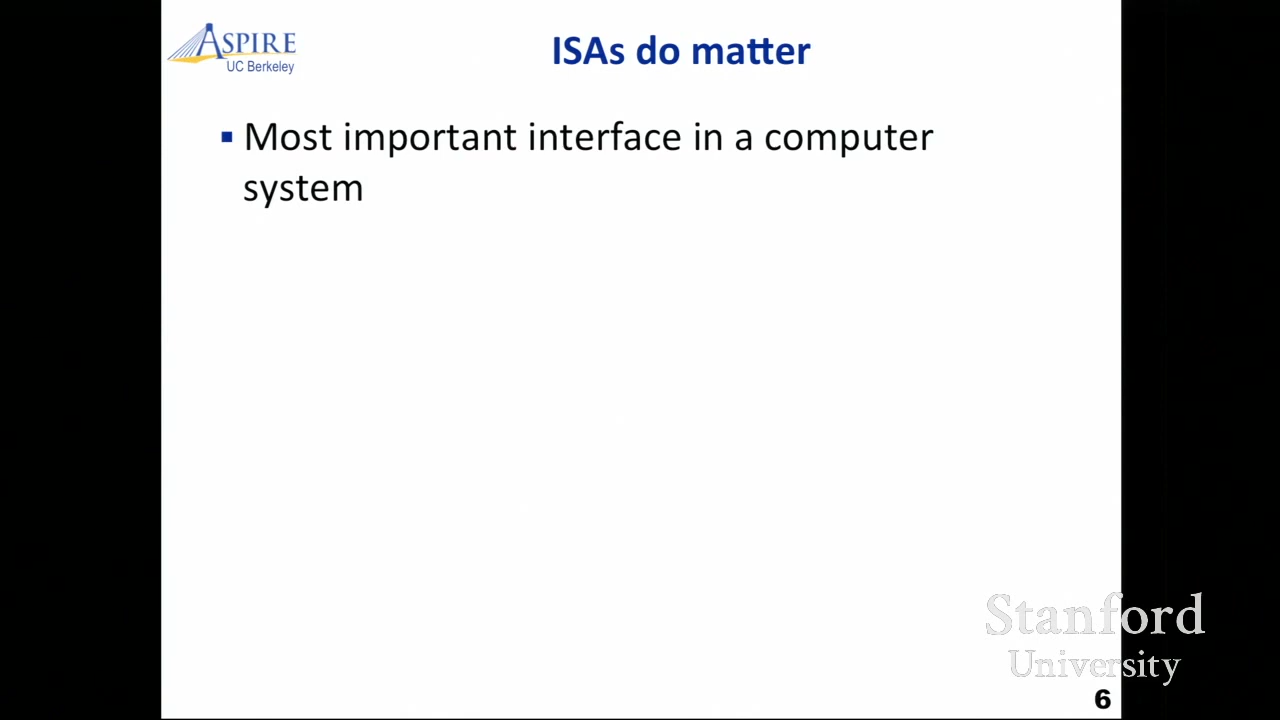 ASPIRE
UC Berkeley
ISAs do matter
▪ Most important interface in a computer
system
Stanford
University
6